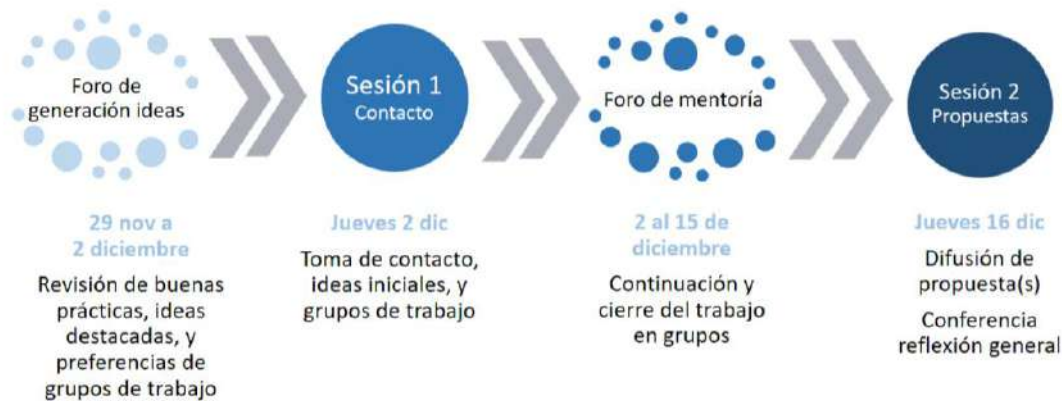 Foro de
generación ideas
Sesión 1
Contacto
Foro de mentoría
Sesión 2
Propuestas
29 nov a
2 diciembre
Revisión de buenas
prácticas, ideas
destacadas, y
preferencias de
grupos de trabajo
Jueves 2 dic
Toma de contacto,
ideas iniciales, y
grupos de trabajo
2 al 15 de
diciembre
Continuación y
cierre del trabajo
en grupos
Jueves 16 dic
Difusión de
propuesta(s)
Conferencia
reflexión general